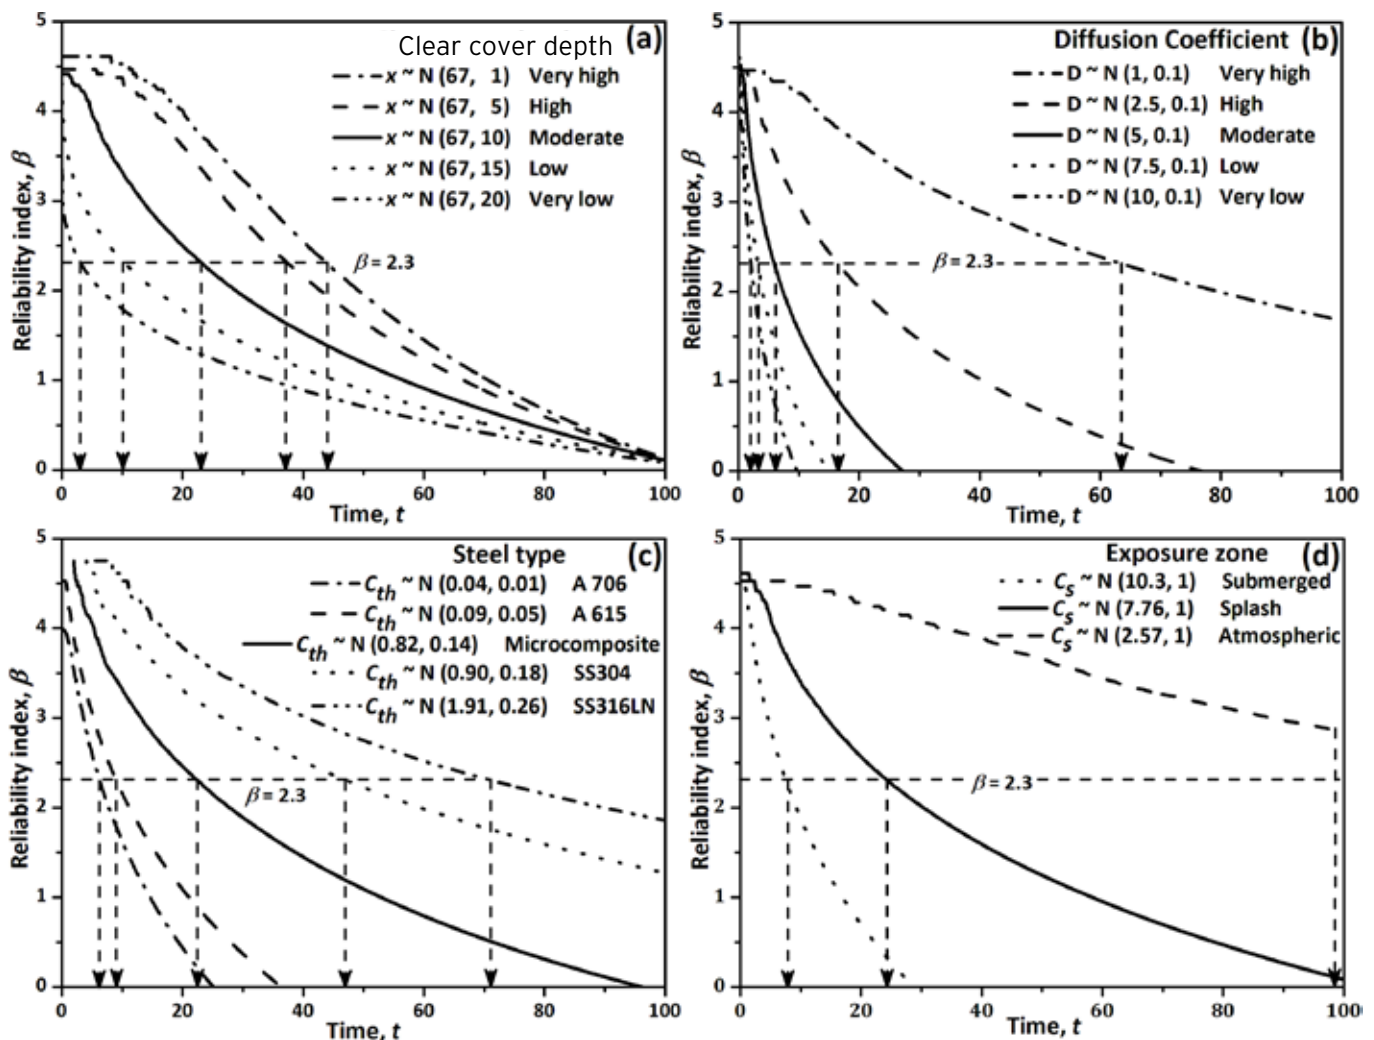 Clear cover depth (a)
x ~ N (67, 1) Very high
x ~ N (67, 5) High
x ~ N (67, 10) Moderate
x ~ N (67, 15) Low
x ~ N (67, 20) Very low
β = 2.3
Reliability index, β
5
4
3
2
1
0
0 20 40 60 80 100
Time, t
Diffusion Coefficient (b)
D ~ N (1, 0.1) Very high
D ~ N (2.5, 0.1) High
D ~ N (5, 0.1) Moderate
D ~ N (7.5, 0.1) Low
D ~ N (10, 0.1) Very low
β = 2.3
Reliability index, β
5
4
3
2
1
0
0 20 40 60 80 100
Time, t
Steel type (c)
Cth ~ N (0.04, 0.01) A 706
Cth ~ N (0.09, 0.05) A 615
Cth ~ N (0.82, 0.14) Microcomposite
Cth ~ N (0.90, 0.18) SS304
Cth ~ N (1.91, 0.26) SS316LN
β = 2.3
Reliability index, β
5
4
3
2
1
0
0 20 40 60 80 100
Time, t
Exposure zone (d)
Cs ~ N (10.3, 1) Submerged
Cs ~ N (7.76, 1) Splash
Cs ~ N (2.57, 1) Atmospheric
β = 2.3
Reliability index, β
5
4
3
2
1
0
0 20 40 60 80 100
Time, t